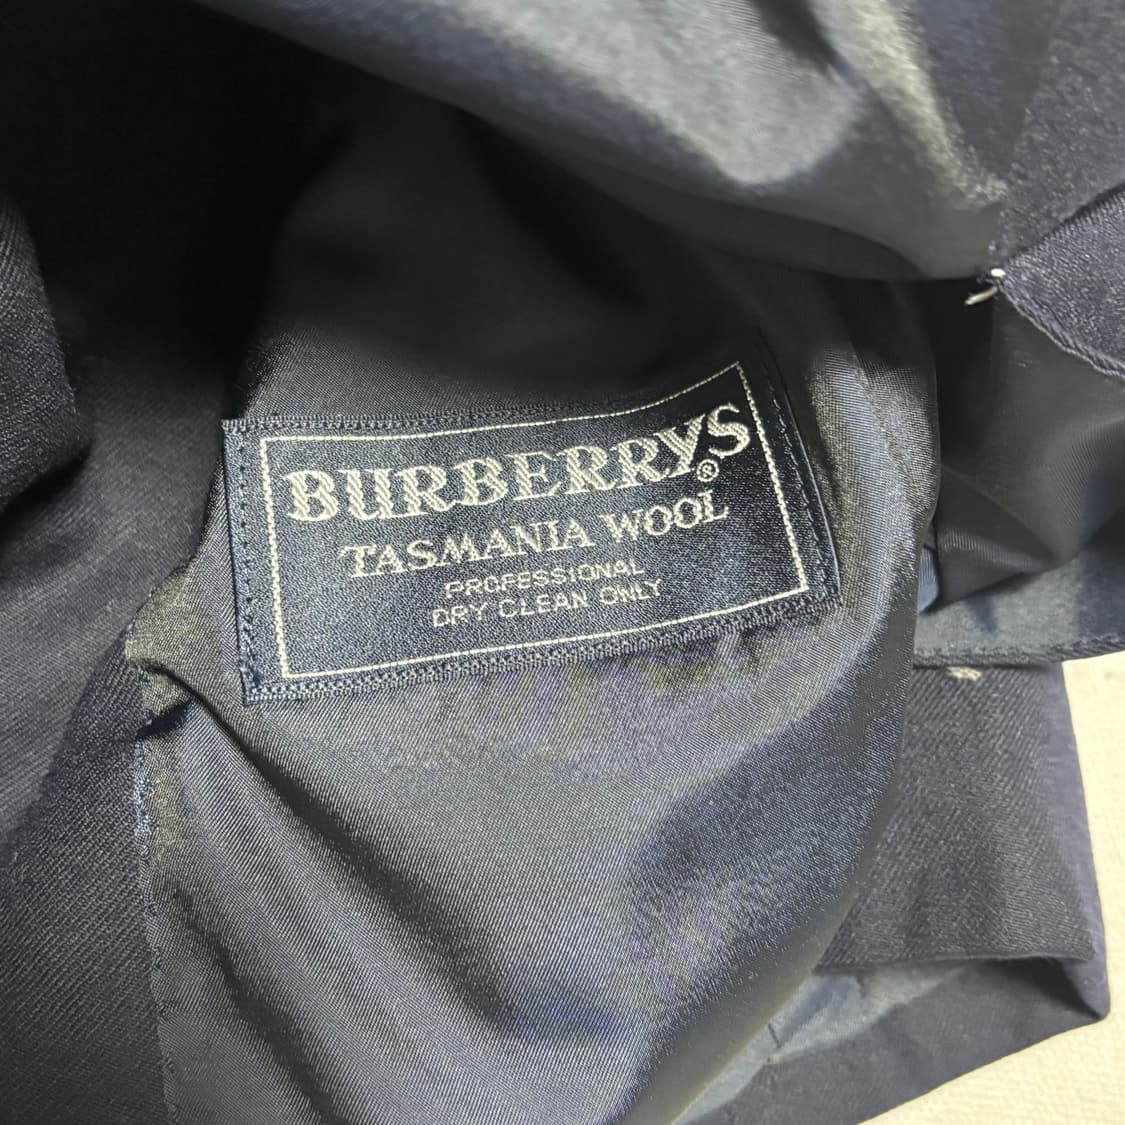 BURBERRYS®
TASMANIA WOOL
PROFESSIONAL
DRY CLEAN ONLY